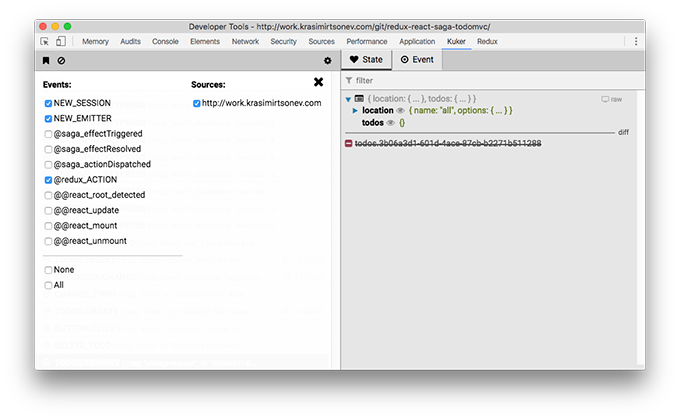 Developer Tools - http://work.krasimirtsonev.com/git/redux-react-saga-todomvc/
Memory Audits Console Elements Network Security Sources Performance Application Kuker Redux
State Event
filter
Events:
NEW_SESSION
NEW_EMITTER
@saga_effectTriggered
@saga_effectResolved
@saga_actionDispatched
@redux_ACTION
@@react_root_detected
@@react_update
@@react_mount
@@react_unmount
None
All
Sources:
http://work.krasimirtsonev.com
{ location: { ... }, todos: { ... } } raw
location { name: "all", options: { ... } }
todos {}
diff
todos.3b06a3d1-601d-4ace-87cb-b2271b511288